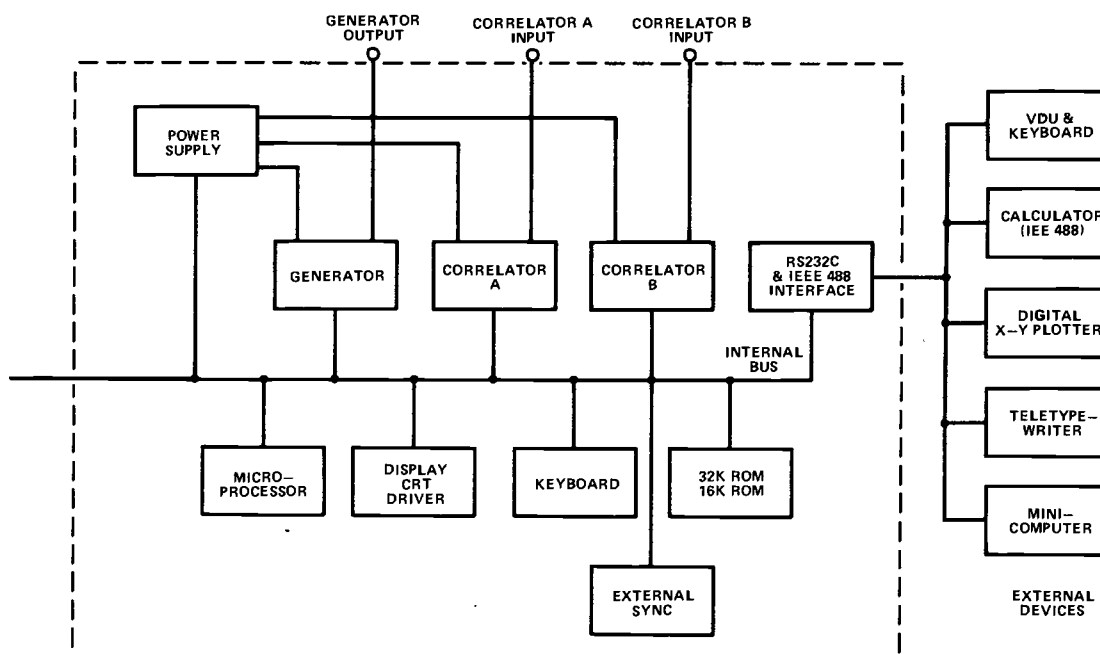 GENERATOR
OUTPUT
CORRELATOR A
INPUT
CORRELATOR B
INPUT
POWER
SUPPLY
VDU &
KEYBOARD
GENERATOR
CORRELATOR
A
CORRELATOR
B
RS232C
& IEEE 488
INTERFACE
CALCULATOR
(IEE 488)
DIGITAL
X-Y PLOTTER
INTERNAL
BUS
MICRO-
PROCESSOR
DISPLAY
CRT
DRIVER
KEYBOARD
32K ROM
16K ROM
TELETYPE-
WRITER
MINI-
COMPUTER
EXTERNAL
SYNC
EXTERNAL
DEVICES